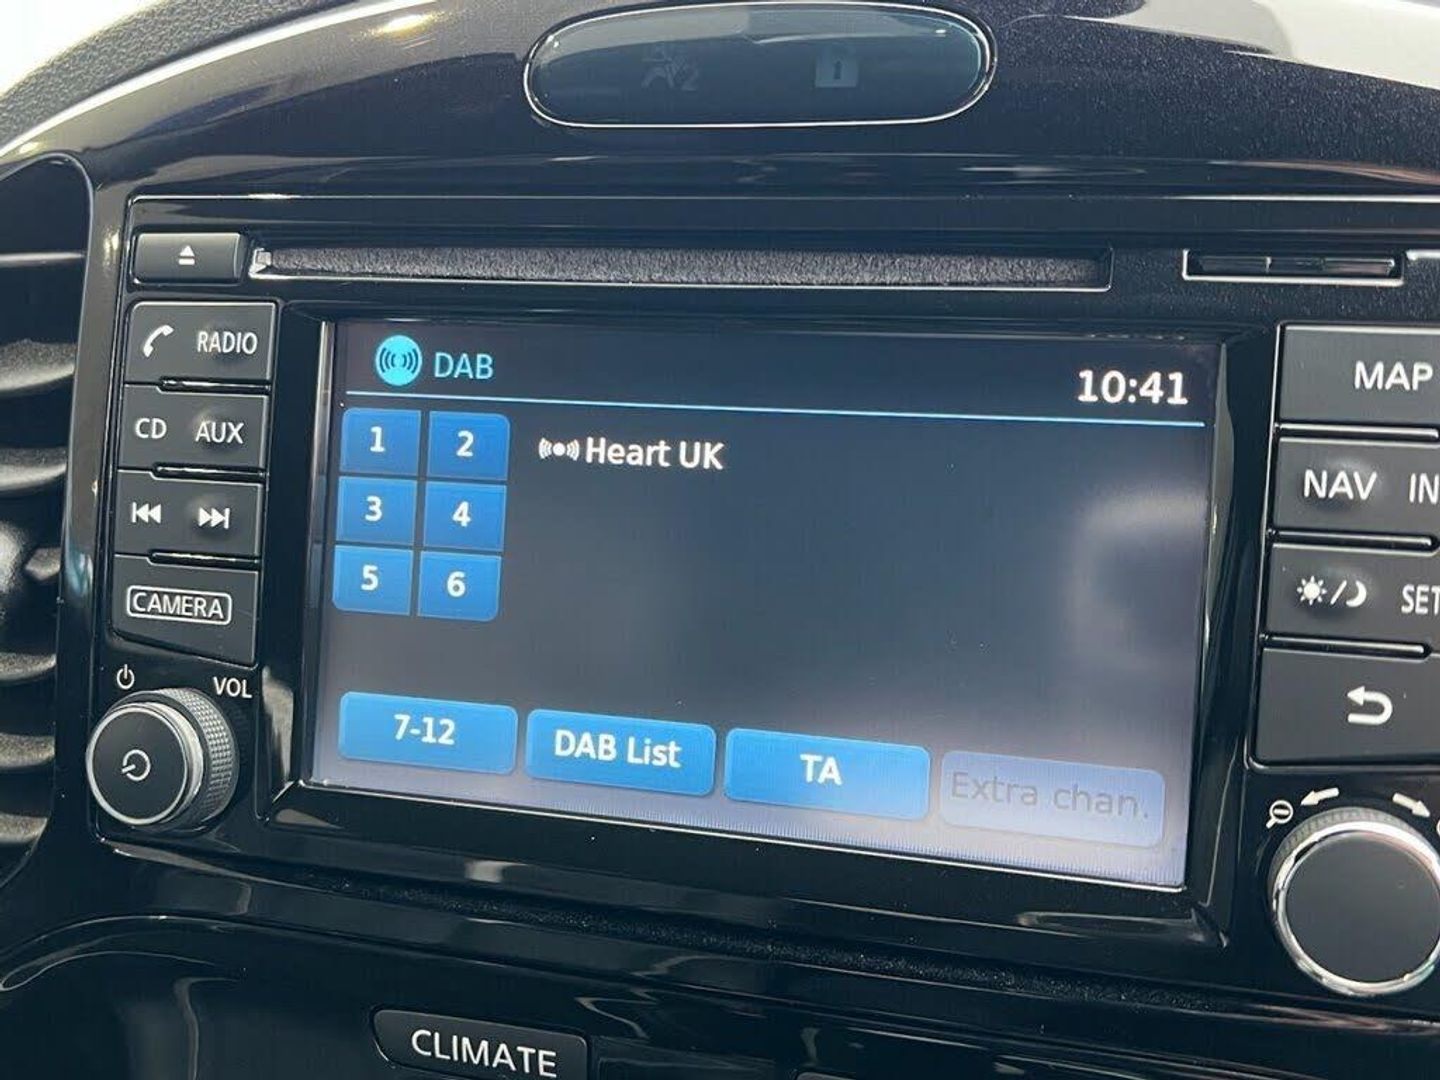 2
RADIO
CD AUX
CAMERA
VOL
DAB
10:41
1 2
3 4
5 6
Heart UK
7-12
DAB List
TA
Extra chan.
MAP
NAV
CLIMATE